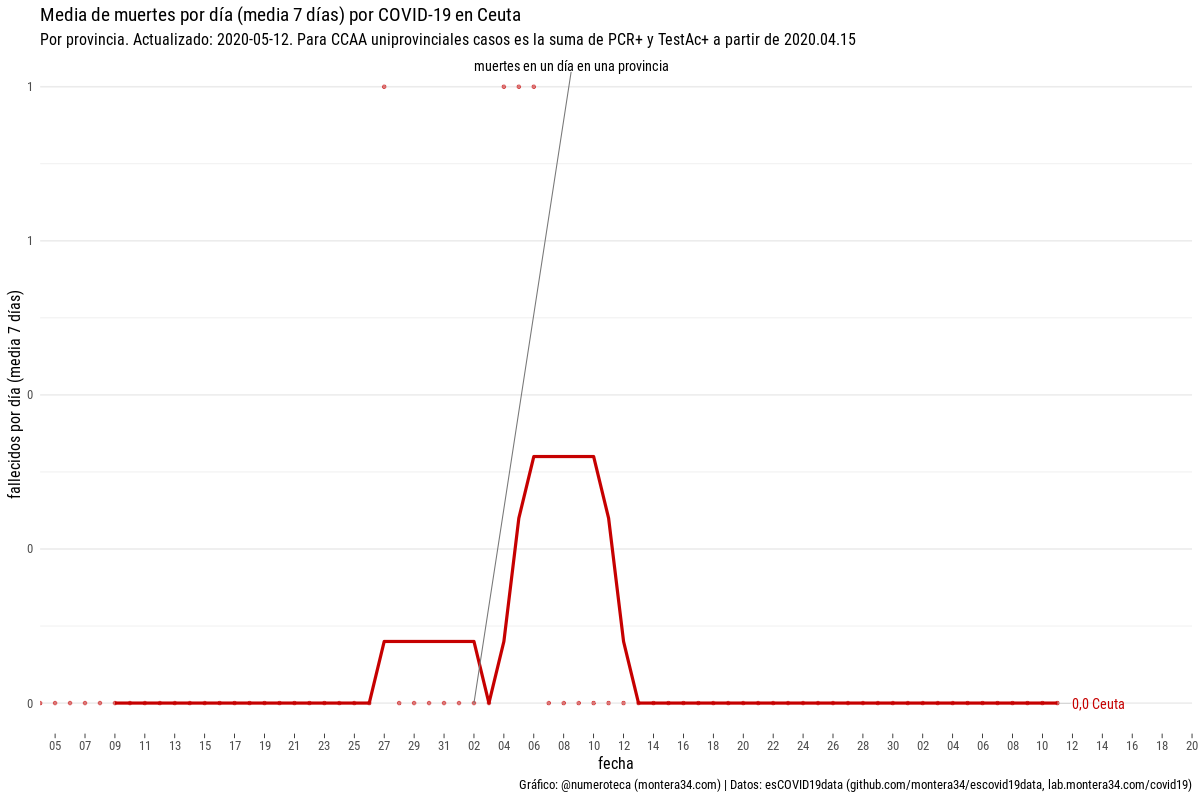 Media de muertes por día (media 7 días) por COVID-19 en Ceuta
Por provincia. Actualizado: 2020-05-12. Para CCAA uniprovinciales casos es la suma de PCR+ y TestAc+ a partir de 2020.04.15
muertes en un día en una provincia
1
1
0
0
0
fallecidos por día (media 7 días)
0,0 Ceuta
05 07 09 11 13 15 17 19 21 23 25 27 29 31 02 04 06 08 10 12 14 16 18 20 22 24 26 28 30 02 04 06 08 10 12 14 16 18 20
fecha
Gráfico: @numeroteca (montera34.com) | Datos: esCOVID19data (github.com/montera34/escovid19data, lab.montera34.com/covid19)